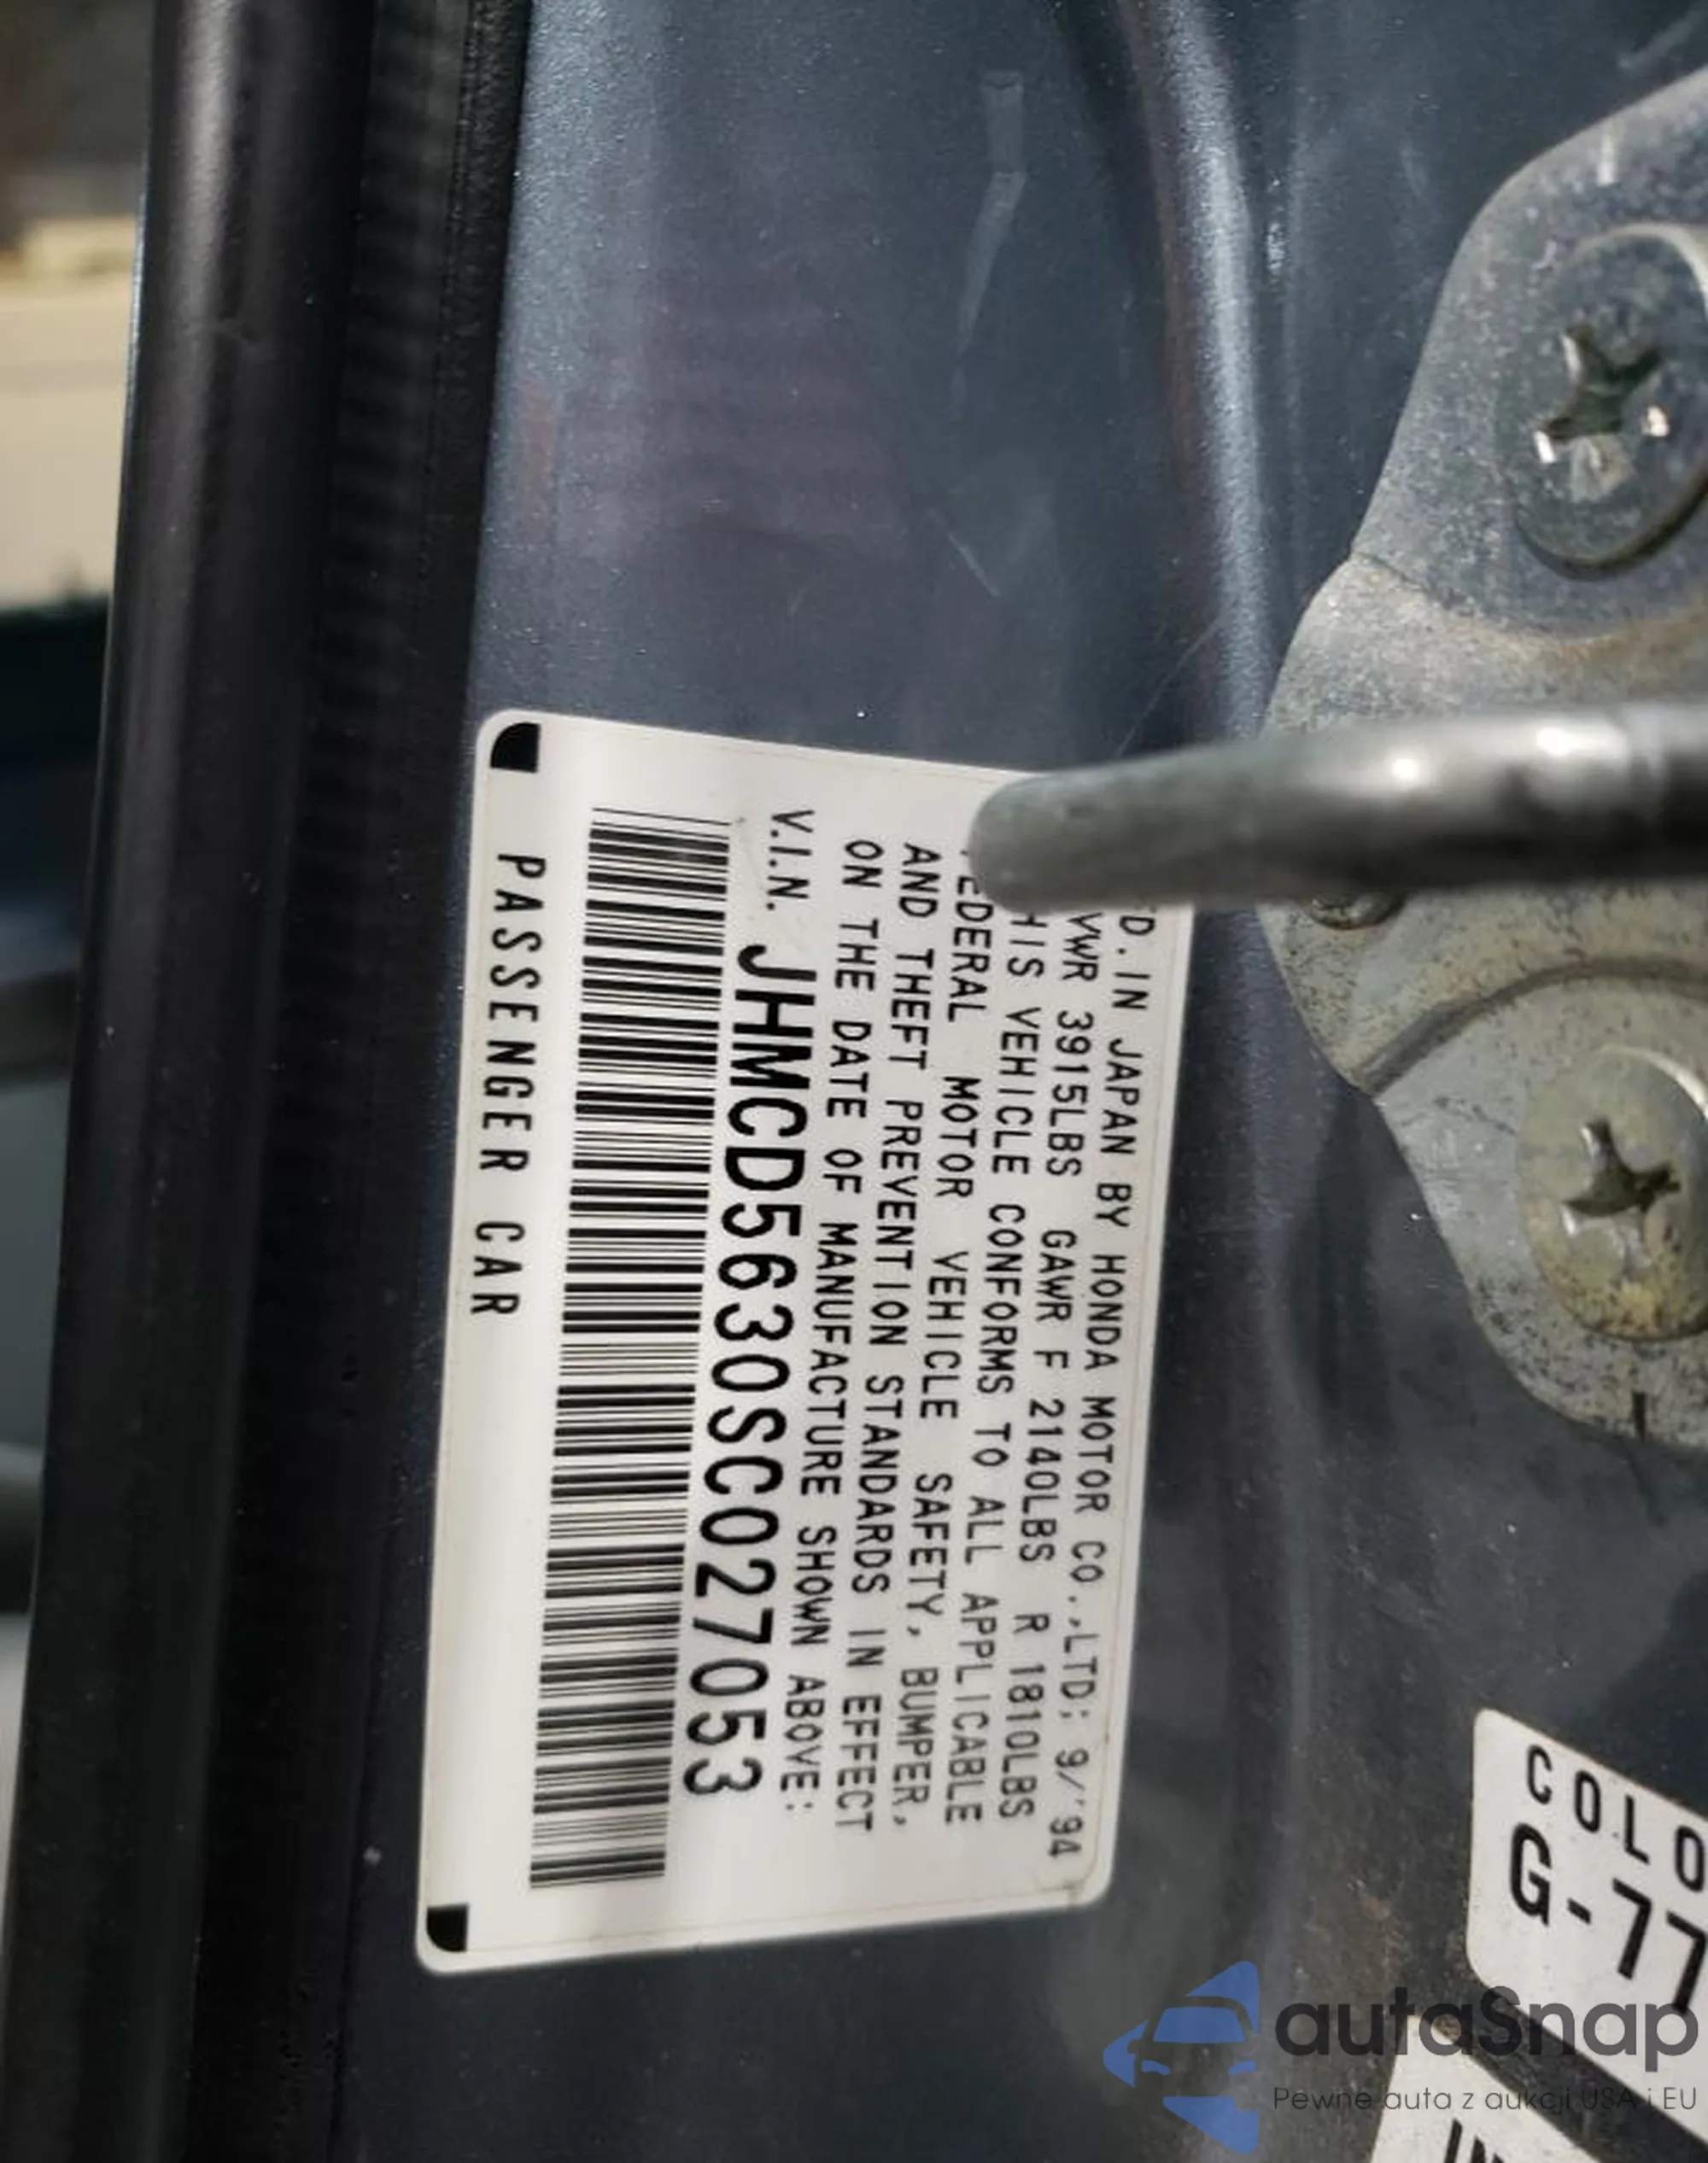 TD. IN JAPAN BY HONDA MOTOR CO.,LTD; 9/'94
VWR 3915LBS GAWR F 2140LBS R 1810LBS
HIS VEHICLE CONFORMS TO ALL APPLICABLE
EDERAL MOTOR VEHICLE SAFETY, BUMPER,
AND THEFT PREVENTION STANDARDS IN EFFECT
ON THE DATE OF MANUFACTURE SHOWN ABOVE:
V.I.N. JHMCD5630SC027053
PASSENGER CAR
COLO
G-77
autaSnap
Pewne auta z aukcji USA i EU